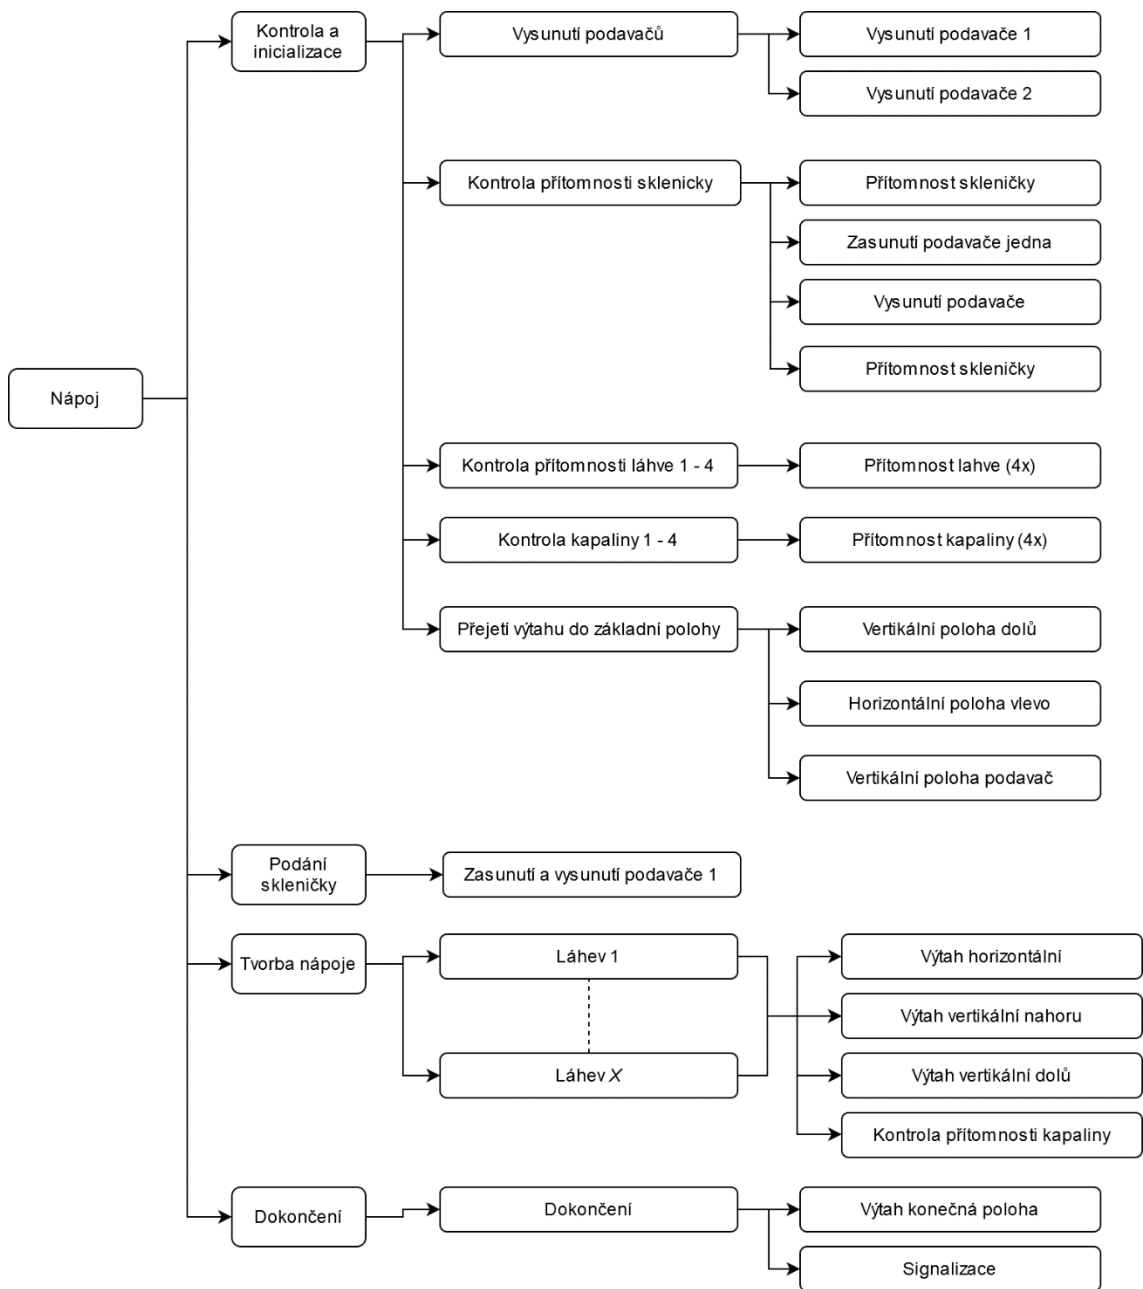 Kontrola a
inicializace
Vysunutí podavačů
Vysunutí podavače 1
Vysunutí podavače 2
Kontrola přítomnosti sklenicky
Přítomnost skleničky
Zasunutí podavače jedna
Vysunutí podavače
Přítomnost skleničky
Nápoj
Kontrola přítomnosti láhve 1 - 4
Přítomnost lahve (4x)
Kontrola kapaliny 1 - 4
Přítomnost kapaliny (4x)
Přejetí výtahu do základní polohy
Vertikální poloha dolů
Horizontální poloha vlevo
Vertikální poloha podavač
Podání
skleničky
Zasunutí a vysunutí podavače 1
Tvorba nápoje
Láhev 1
Láhev X
Výtah horizontální
Výtah vertikální nahoru
Výtah vertikální dolů
Kontrola přítomnosti kapaliny
Dokončení
Dokončení
Výtah konečná poloha
Signalizace